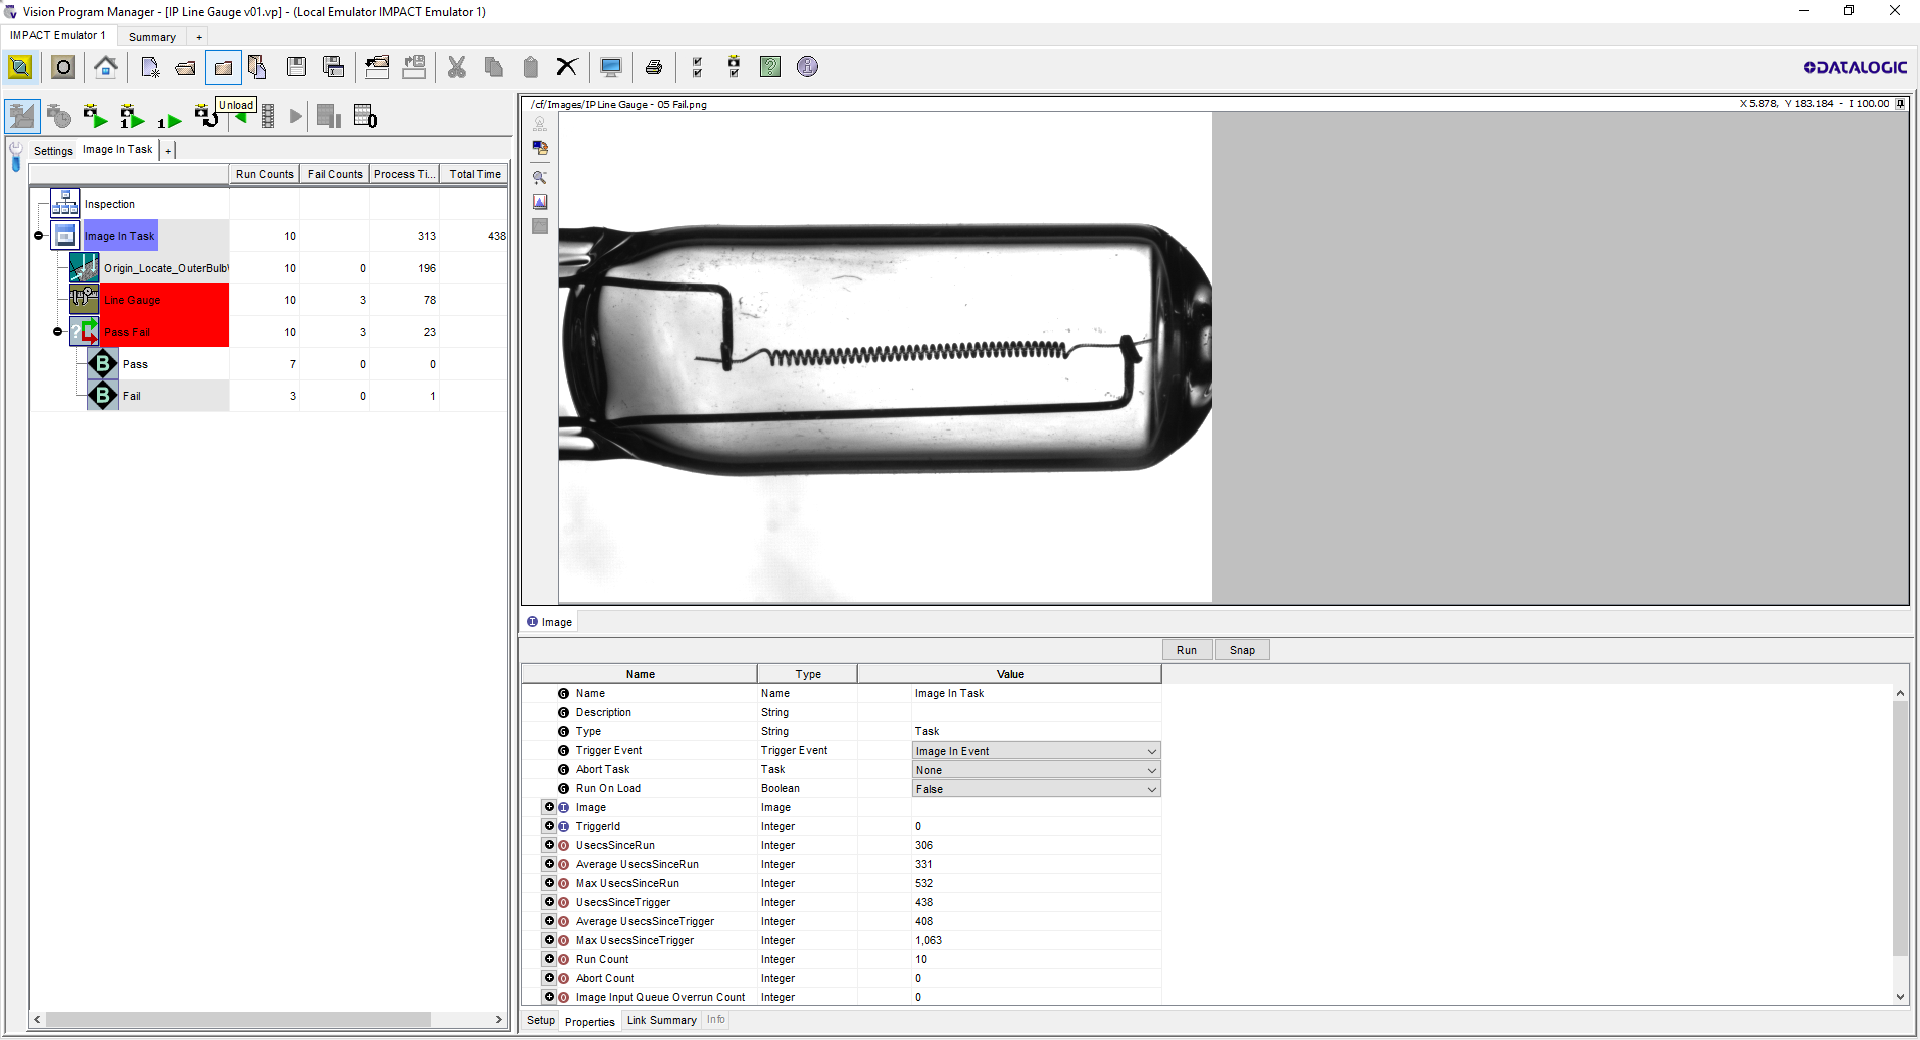 Vision Program Manager - [IP Line Gauge v01.vp] - (Local Emulator IMPACT Emulator 1)
IMPACT Emulator 1
Summary
+
DATALOGIC
Unload
Settings
Image In Task
+
Run Counts
Fail Counts
Process Ti...
Total Time
Inspection
Image In Task 10 313 438
Origin_Locate_OuterBulb 10 0 196
Line Gauge 10 3 78
Pass Fail 10 3 23
B Pass 7 0 0
B Fail 3 0 1
/cf/Images/IP Line Gauge - 05 Fail.png
X 5.878, Y 183.184 - I 100.00
I Image
Run
Snap
Name Type Value
G Name Name Image In Task
G Description String
G Type String Task
G Trigger Event Trigger Event Image In Event
G Abort Task Task None
G Run On Load Boolean False
I Image Image
I TriggerId Integer 0
O UsecsSinceRun Integer 306
O Average UsecsSinceRun Integer 331
O Max UsecsSinceRun Integer 532
O UsecsSinceTrigger Integer 438
O Average UsecsSinceTrigger Integer 408
O Max UsecsSinceTrigger Integer 1,063
O Run Count Integer 10
O Abort Count Integer 0
O Image Input Queue Overrun Count Integer 0
Setup
Properties
Link Summary
Info